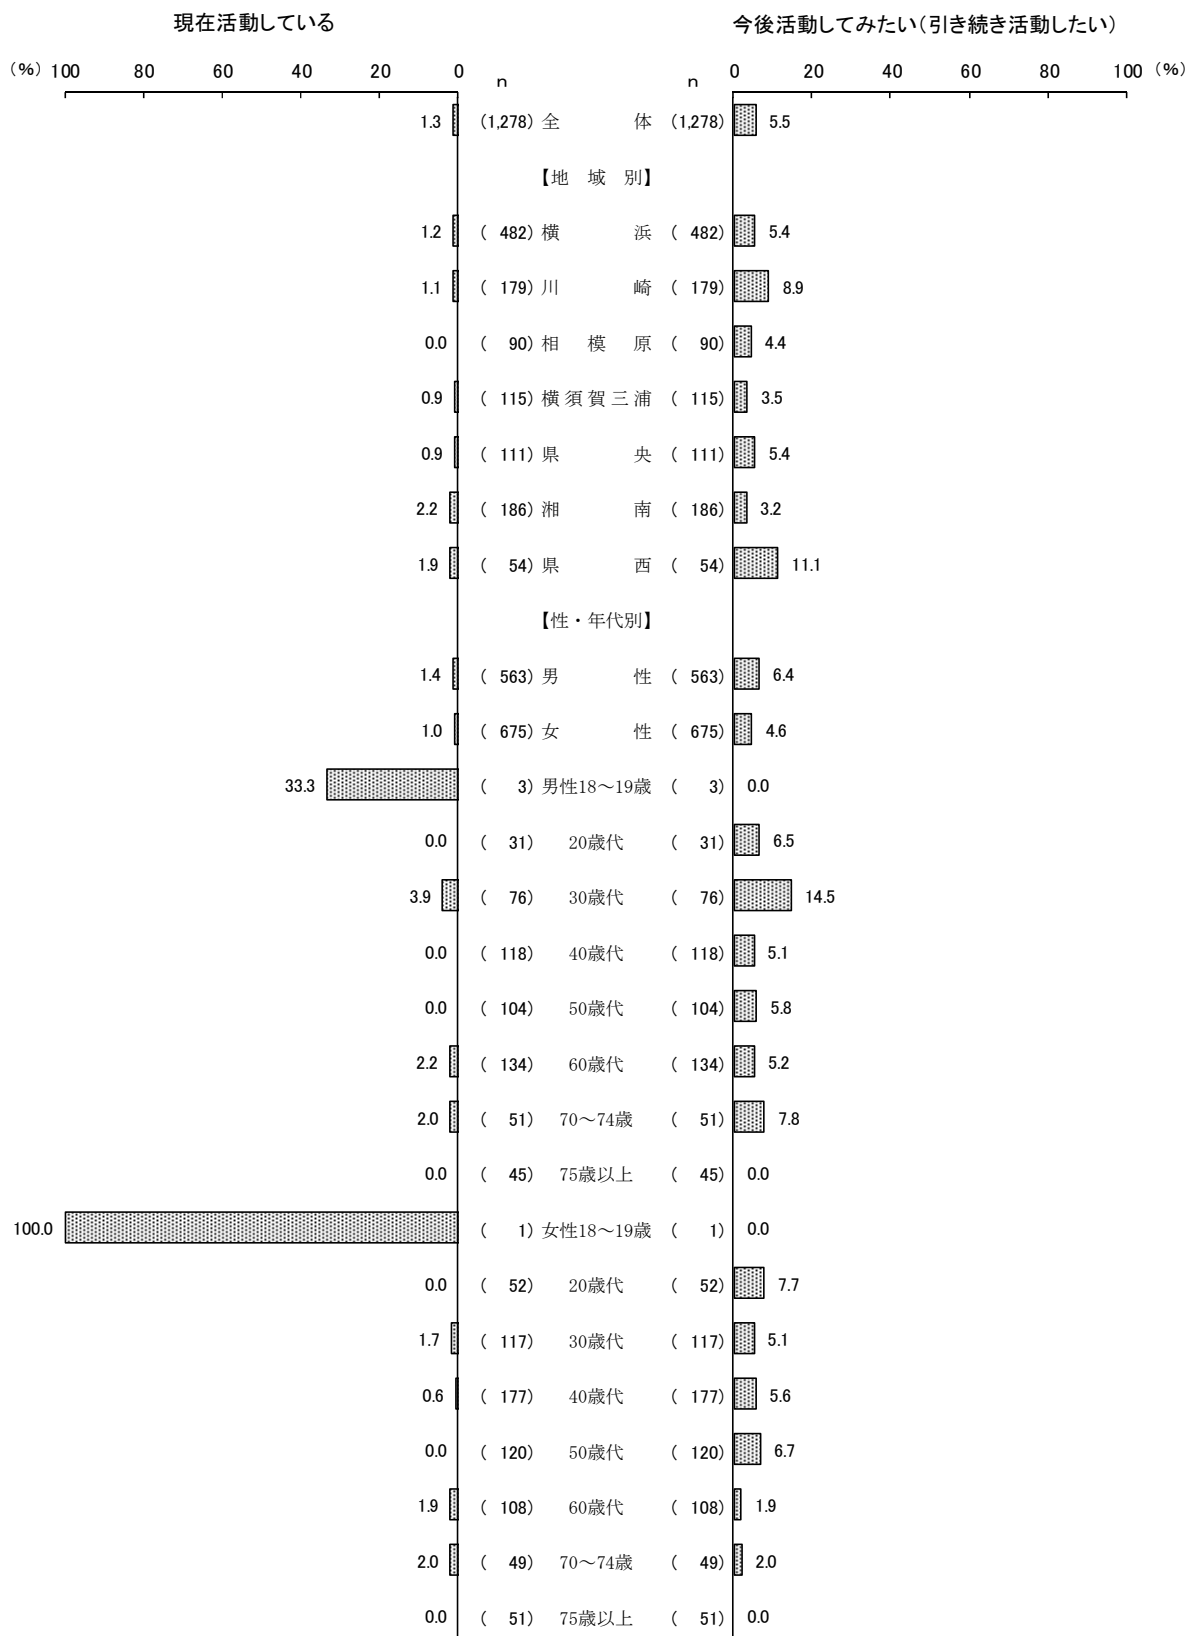 現在活動している 今後活動してみたい(引き続き活動したい)
(%) 100 80 60 40 20 0 n n 0 20 40 60 80 100 (%)
1.3 (1,278) 全 体 (1,278) 5.5
【地 域 別】
1.2 ( 482) 横 浜 ( 482) 5.4
1.1 ( 179) 川 崎 ( 179) 8.9
0.0 ( 90) 相 模 原 ( 90) 4.4
0.9 ( 115) 横須賀三浦 ( 115) 3.5
0.9 ( 111) 県 央 ( 111) 5.4
2.2 ( 186) 湘 南 ( 186) 3.2
1.9 ( 54) 県 西 ( 54) 11.1
【性・年代別】
1.4 ( 563) 男 性 ( 563) 6.4
1.0 ( 675) 女 性 ( 675) 4.6
33.3 ( 3) 男性18~19歳 ( 3) 0.0
0.0 ( 31) 20歳代 ( 31) 6.5
3.9 ( 76) 30歳代 ( 76) 14.5
0.0 ( 118) 40歳代 ( 118) 5.1
0.0 ( 104) 50歳代 ( 104) 5.8
2.2 ( 134) 60歳代 ( 134) 5.2
2.0 ( 51) 70~74歳 ( 51) 7.8
0.0 ( 45) 75歳以上 ( 45) 0.0
100.0 ( 1) 女性18~19歳 ( 1) 0.0
0.0 ( 52) 20歳代 ( 52) 7.7
1.7 ( 117) 30歳代 ( 117) 5.1
0.6 ( 177) 40歳代 ( 177) 5.6
0.0 ( 120) 50歳代 ( 120) 6.7
1.9 ( 108) 60歳代 ( 108) 1.9
2.0 ( 49) 70~74歳 ( 49) 2.0
0.0 ( 51) 75歳以上 ( 51) 0.0